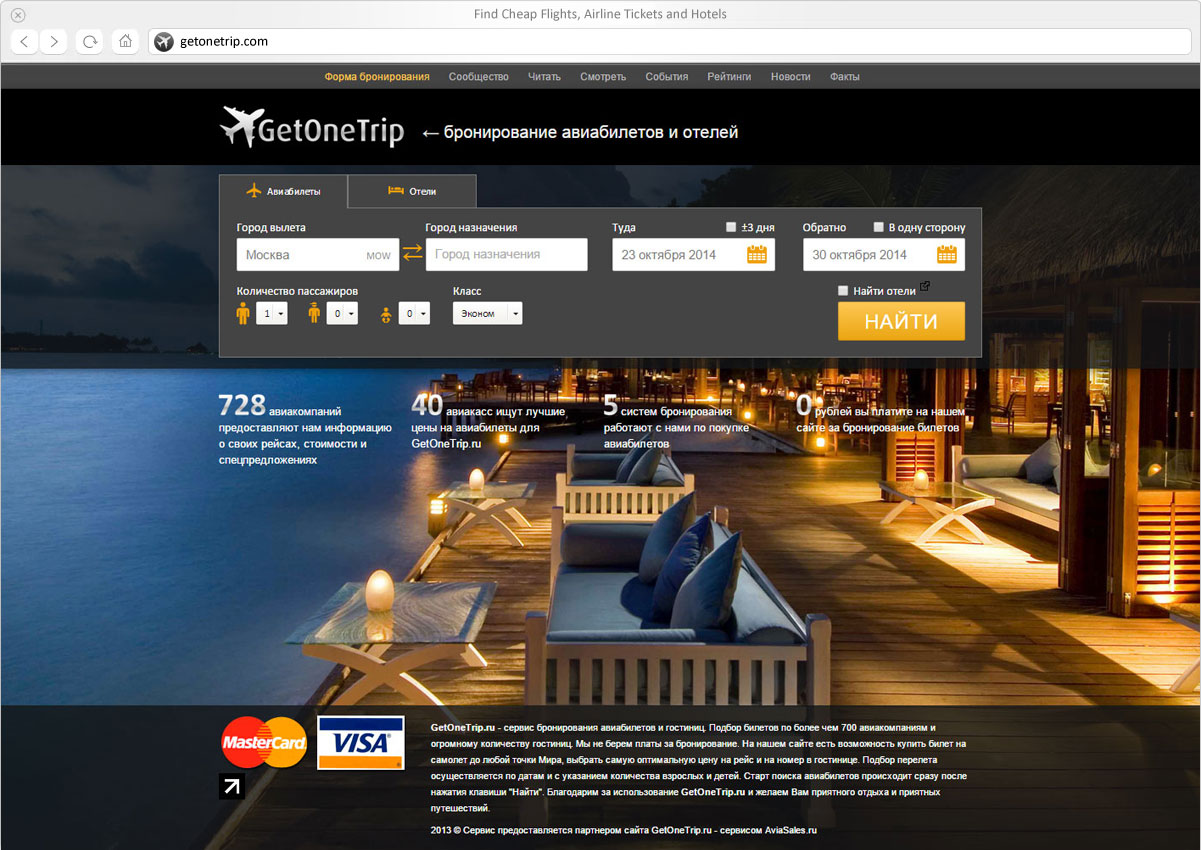 Find Cheap Flights, Airline Tickets and Hotels
getonetrip.com
Форма бронирования Сообщество Читать Смотреть События Рейтинги Новости Факты
GetOneTrip ← бронирование авиабилетов и отелей
Авиабилеты Отели
Город вылета Город назначения Туда ±3 дня Обратно В одну сторону
Москва MOW Город назначения 23 октября 2014 30 октября 2014
Количество пассажиров Класс Найти отели
1 0 0 Эконом НАЙТИ
728 авиакомпаний
предоставляют нам информацию
о своих рейсах, стоимости и
спецпредложениях
40 авиакасс ищут лучшие
цены на авиабилеты для
GetOneTrip.ru
5 систем бронирования
работают с нами по покупке
авиабилетов
0 рублей вы платите на нашем
сайте за бронирование билетов
MasterCard VISA
GetOneTrip.ru - сервис бронирования авиабилетов и гостиниц. Подбор билетов по более чем 700 авиакомпаниям и
огромному количеству гостиниц. Мы не берем платы за бронирование. На нашем сайте есть возможность купить билет на
самолет до любой точки Мира, выбрать самую оптимальную цену на рейс и на номер в гостинице. Подбор перелета
осуществляется по датам и с указанием количества взрослых и детей. Старт поиска авиабилетов происходит сразу после
нажатия клавиши "Найти". Благодарим за использование GetOneTrip.ru и желаем Вам приятного отдыха и приятных
путешествий.
2013 © Сервис предоставляется партнером сайта GetOneTrip.ru - сервисом AviaSales.ru